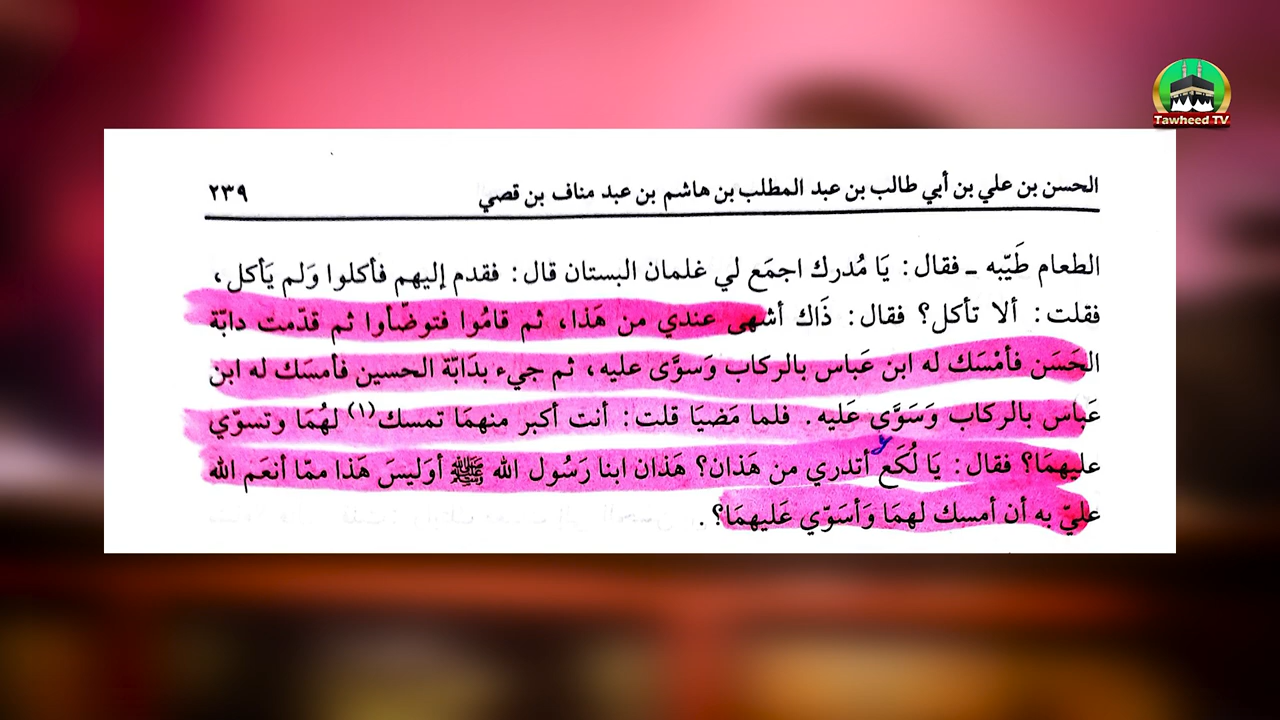 Tawheed TV
الحسن بن علي بن أبي طالب بن عبد المطلب بن هاشم بن عبد مناف بن قصي ٢٣٩
الطعام طَيّبه ـ فقال: يَا مُدرك اجمَع لي غلمان البستان قال: فقدم إليهم فأكلوا وَلم يَأكل،
فقلت: ألا تأكل؟ فقال: ذَاك أشهى عندي من هَذا، ثم قامُوا فتوضّأوا ثم قدّمت دابّة
الحَسَن فأمْسَك له ابن عَباس بالركاب وَسوَّى عليه، ثم جيء بدَابّة الحسين فأمسَك له ابن
عَباس بالركاب وَسَوَّى عَليه. فلما مَضيَا قلت: أنت أكبر منهمَا تمسك(١) لهُمَا وتسوّي
عليهمَا؟ فقال: يَا لُكَع أتدري من هَذان؟ هَذان ابنا رَسُول الله ﷺ أوَليسَ هَذا ممّا أنعَم الله
عليّ به أن أمسك لهمَا وَأسَوّي عَليهمَا؟.